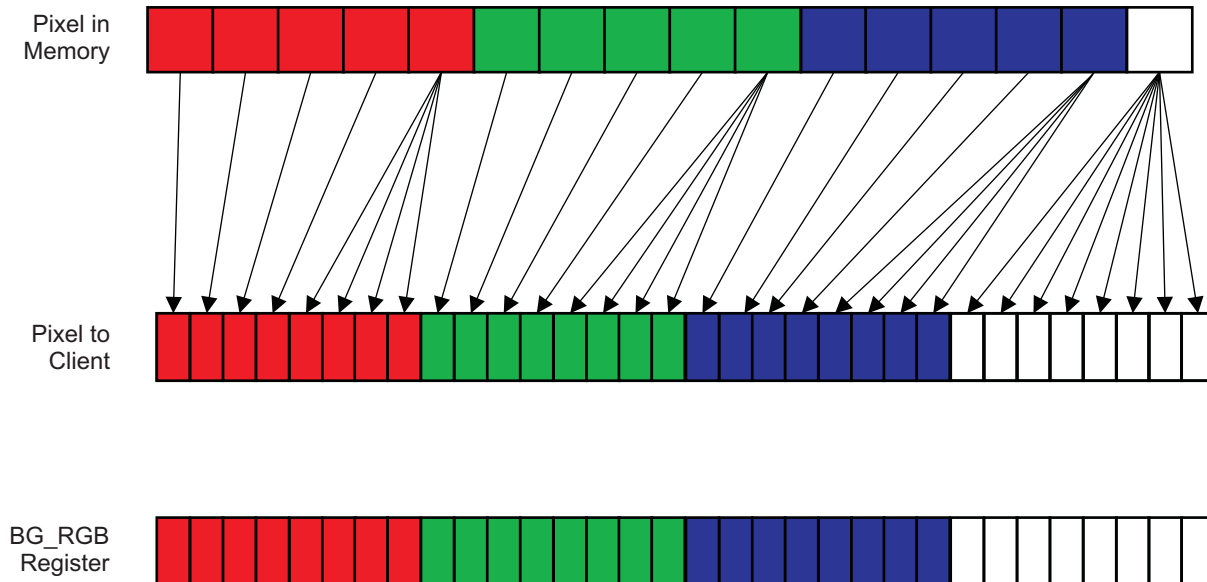 Pixel in
Memory
Pixel to
Client
BG_RGB
Register